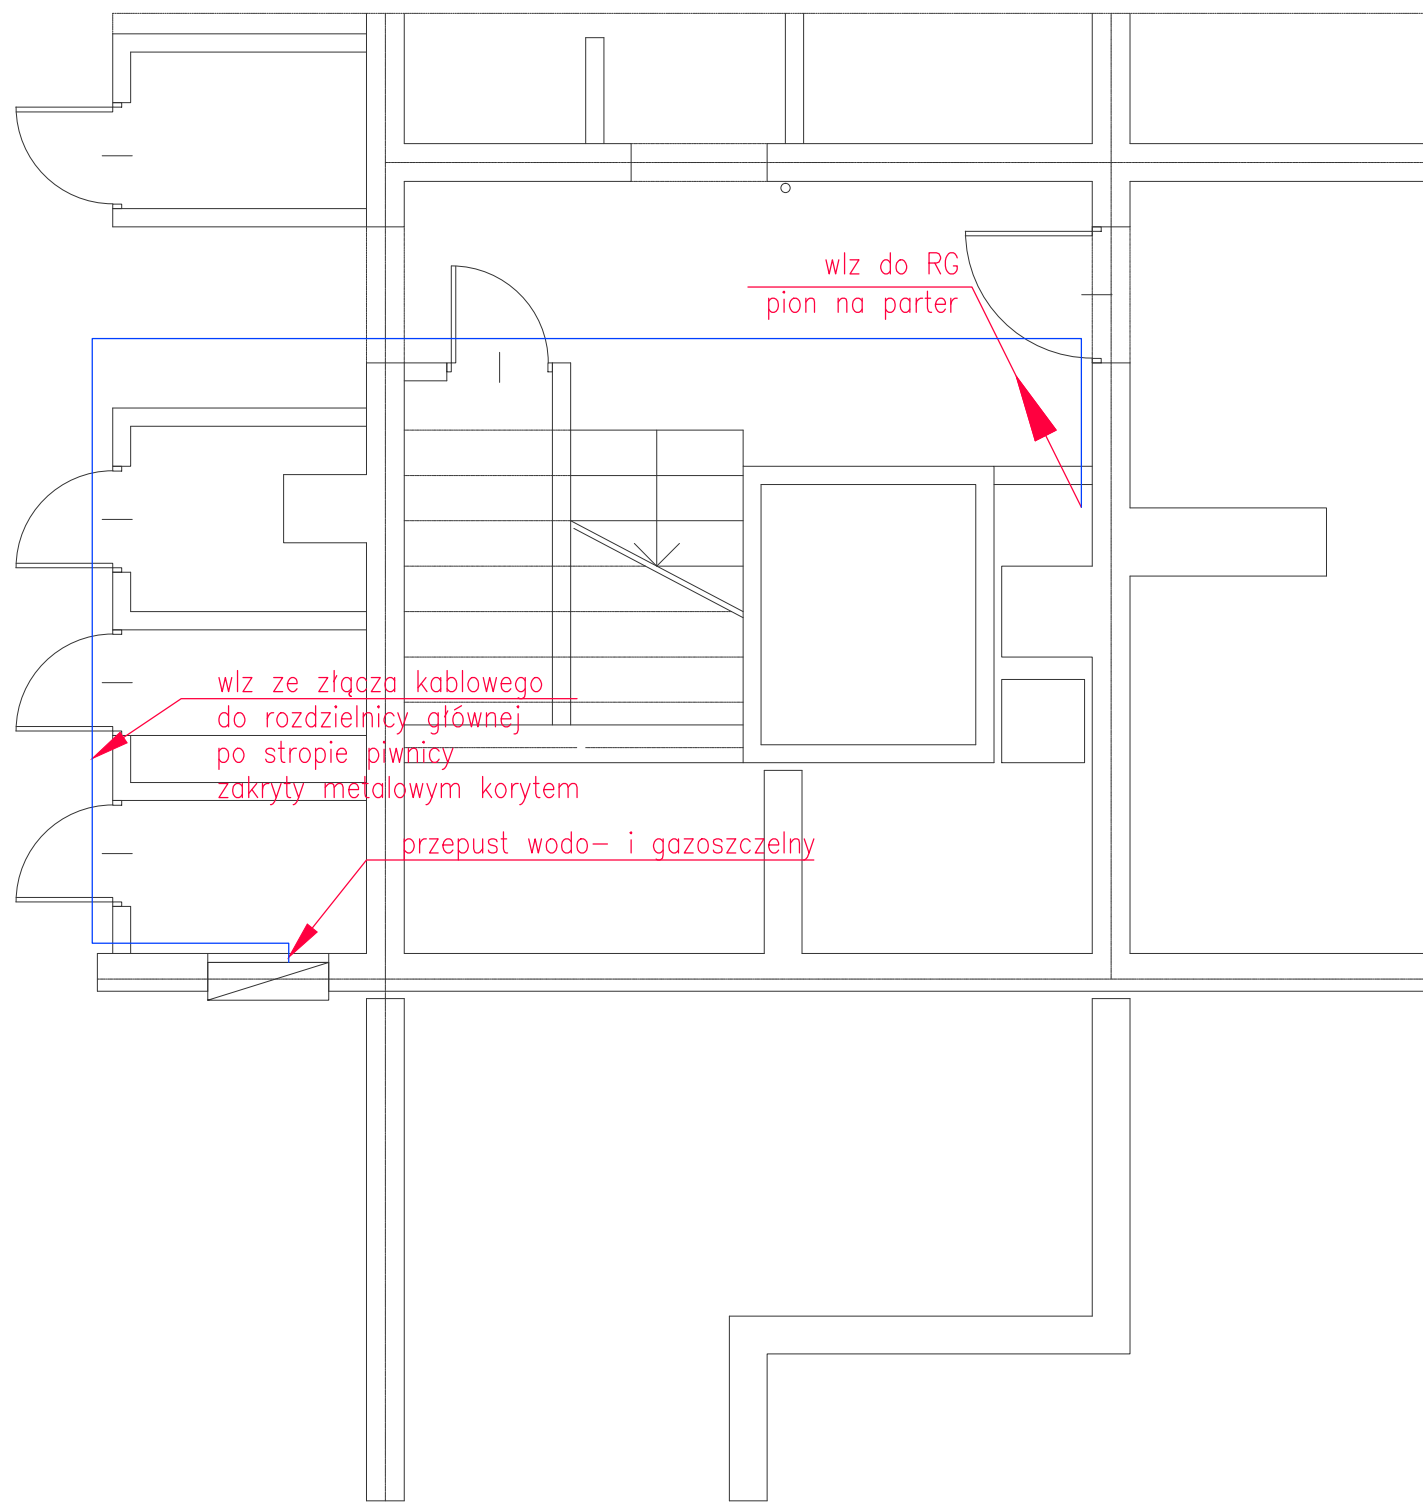 wlz do RG
pion na parter
wlz ze złącza kablowego
do rozdzielnicy głównej
po stropie piwnicy
zakryty metalowym korytem
przepust wodo- i gazoszczelny